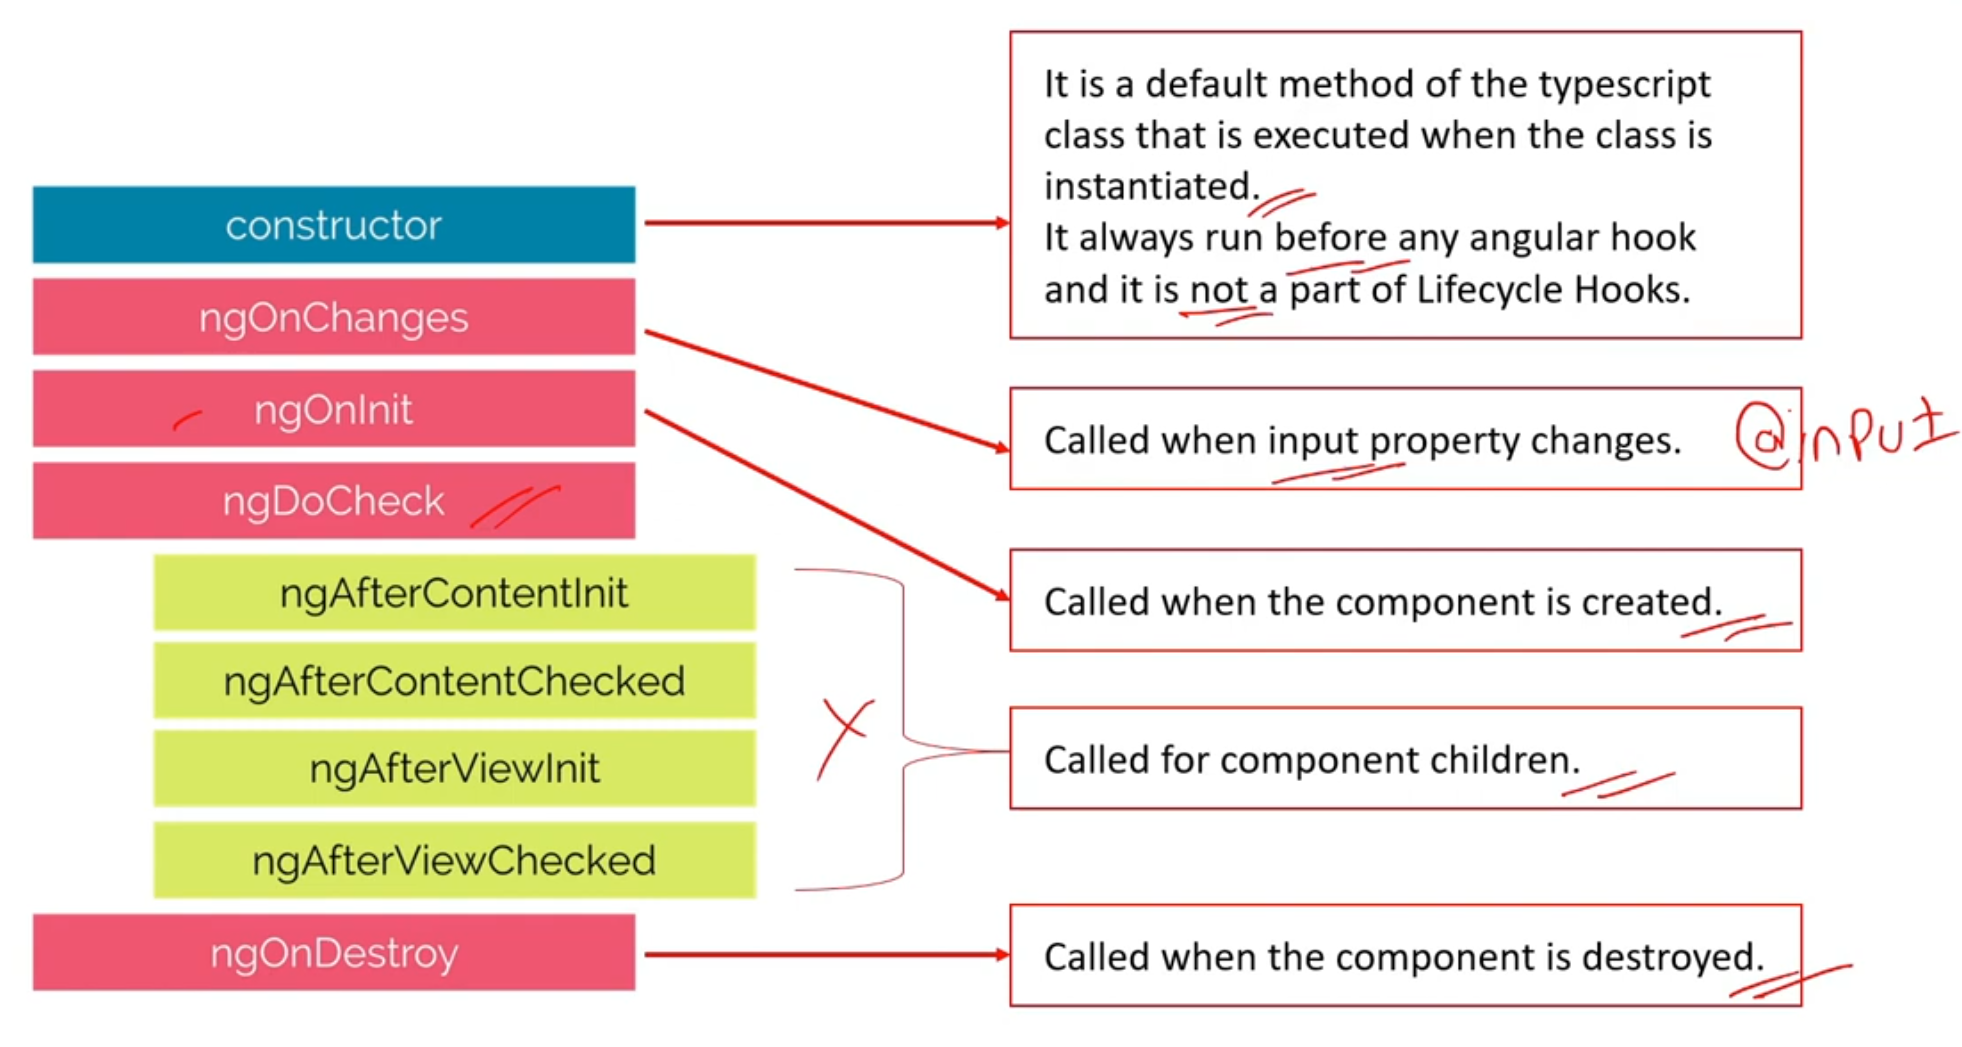 constructor
ngOnChanges
ngOnInit
ngDoCheck
ngAfterContentInit
ngAfterContentChecked
ngAfterViewInit
ngAfterViewChecked
ngOnDestroy
It is a default method of the typescript
class that is executed when the class is
instantiated.
It always run before any angular hook
and it is not a part of Lifecycle Hooks.
Called when input property changes.
@input
Called when the component is created.
Called for component children.
X
Called when the component is destroyed.